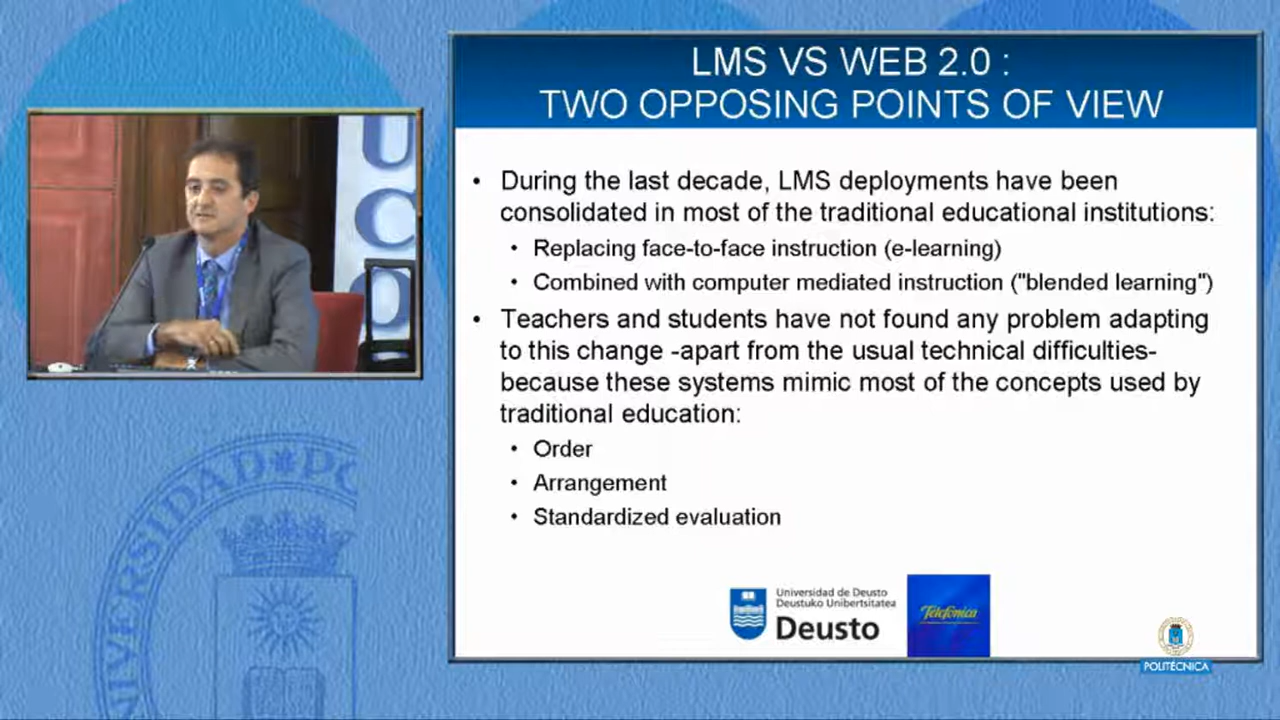 LMS VS WEB 2.0 :
TWO OPPOSING POINTS OF VIEW
• During the last decade, LMS deployments have been
consolidated in most of the traditional educational institutions:
• Replacing face-to-face instruction (e-learning)
• Combined with computer mediated instruction ("blended learning")
• Teachers and students have not found any problem adapting
to this change -apart from the usual technical difficulties-
because these systems mimic most of the concepts used by
traditional education:
• Order
• Arrangement
• Standardized evaluation
Universidad de Deusto
Deustuko Unibertsitatea
Deusto
Telefónica
POLITÉCNICA
U
C
O
UNIVERSIDAD PO